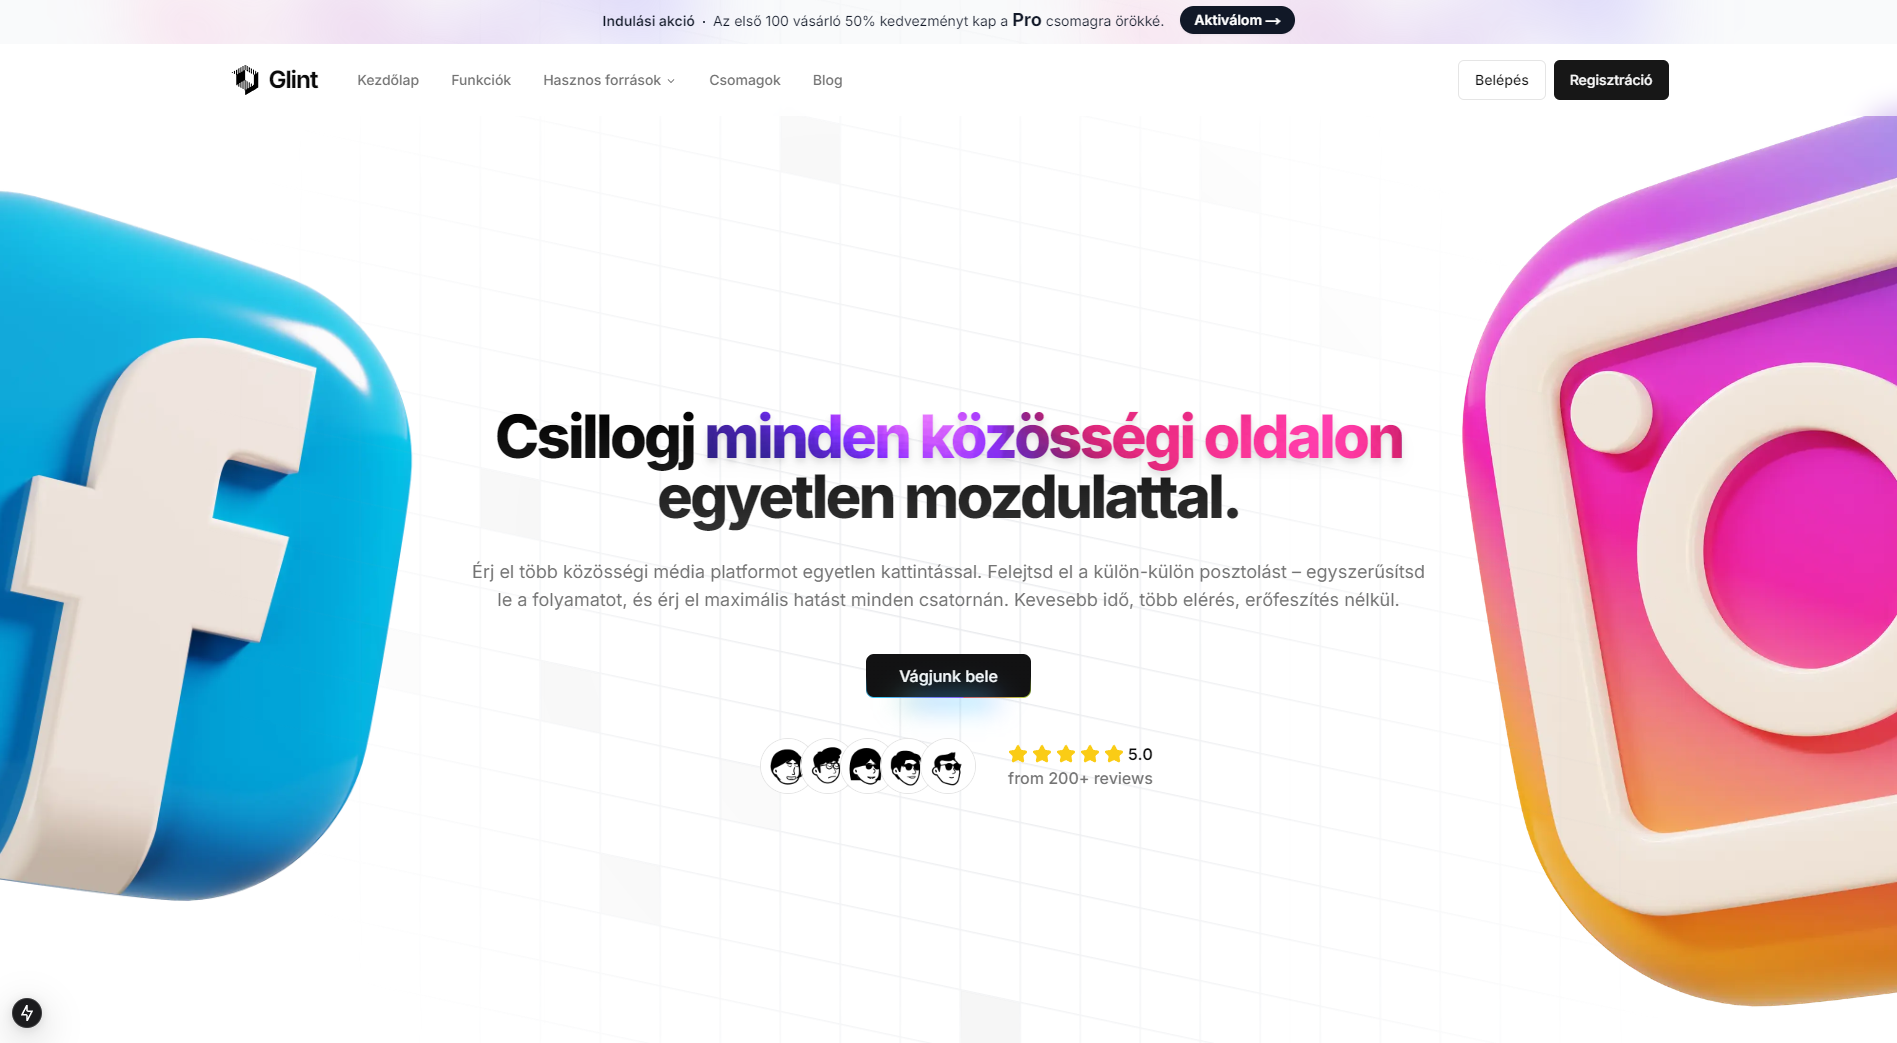 Indulási akció · Az első 100 vásárló 50% kedvezményt kap a Pro csomagra örökké. Aktiválom →
Glint Kezdőlap Funkciók Hasznos források Csomagok Blog Belépés Regisztráció
Csillogj minden közösségi oldalon
egyetlen mozdulattal.
Érj el több közösségi média platformot egyetlen kattintással. Felejtsd el a külön-külön posztolást – egyszerűsítsd
le a folyamatot, és érj el maximális hatást minden csatornán. Kevesebb idő, több elérés, erőfeszítés nélkül.
Vágjunk bele
5.0
from 200+ reviews